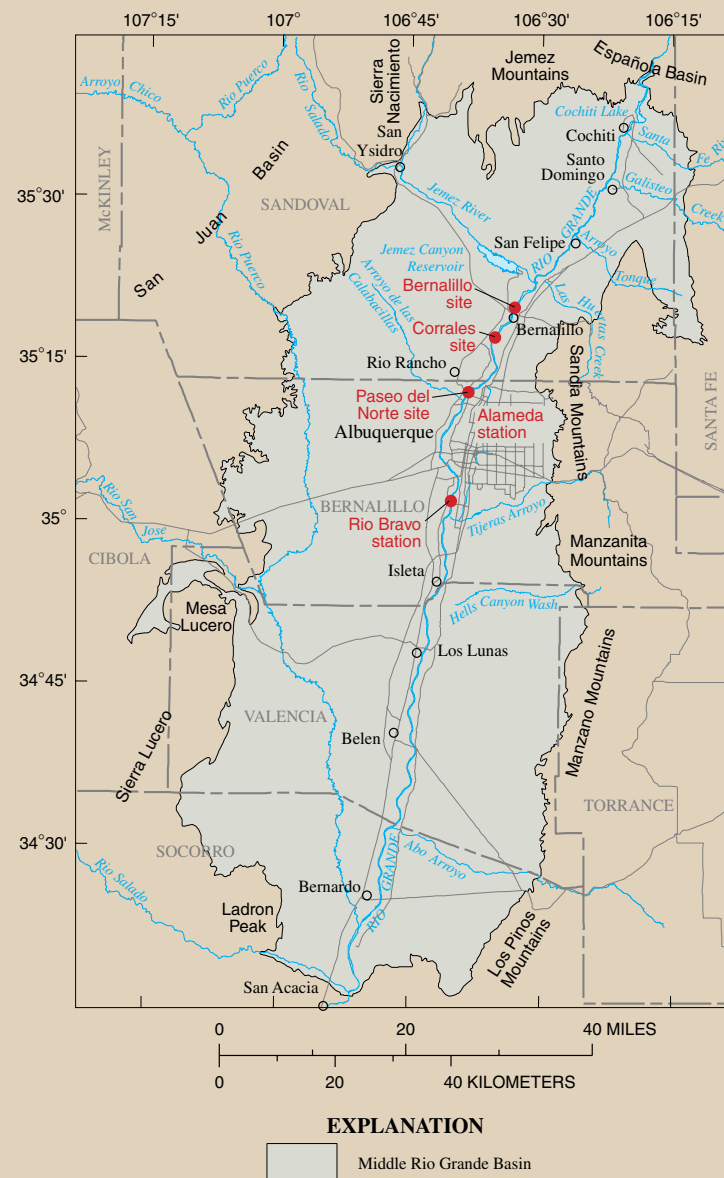 107°15' 107° 106°45' 106°30' 106°15'
Española Basin
Jemez
Mountains
Sierra
Nacimiento
Arroyo Chico
Rio Puerco
Rio
Salado
Cochiti Lake
Cochiti
Santa
Fe
San
Ysidro
Santo
Domingo
35°30'
McKINLEY
SANDOVAL
San Juan Basin
Rio Puerco
Jemez River
Galisteo
Creek
RIO GRANDE
San Felipe
Arroyo
Tonque
Jemez Canyon
Reservoir
Arroyo de las
Calabacillas
Bernalillo
site
Las Huertas
Creek
Corrales
site
Bernalillo
35°15'
Rio Rancho
Sandia Mountains
SANTA FE
Paseo del
Norte site
Alameda
station
Albuquerque
Rio San
Jose
35°
BERNALILLO
Rio Bravo
station
Tijeras Arroyo
CIBOLA
Manzanita
Mountains
Isleta
Mesa
Lucero
Hells Canyon Wash
Los Lunas
34°45'
Manzano Mountains
VALENCIA
Sierra Lucero
Belen
TORRANCE
34°30'
SOCORRO
Abo Arroyo
Rio Salado
RIO GRANDE
Bernardo
Ladron
Peak
Los Pinos
Mountains
San Acacia
0 20 40 MILES
0 20 40 KILOMETERS
EXPLANATION
Middle Rio Grande Basin